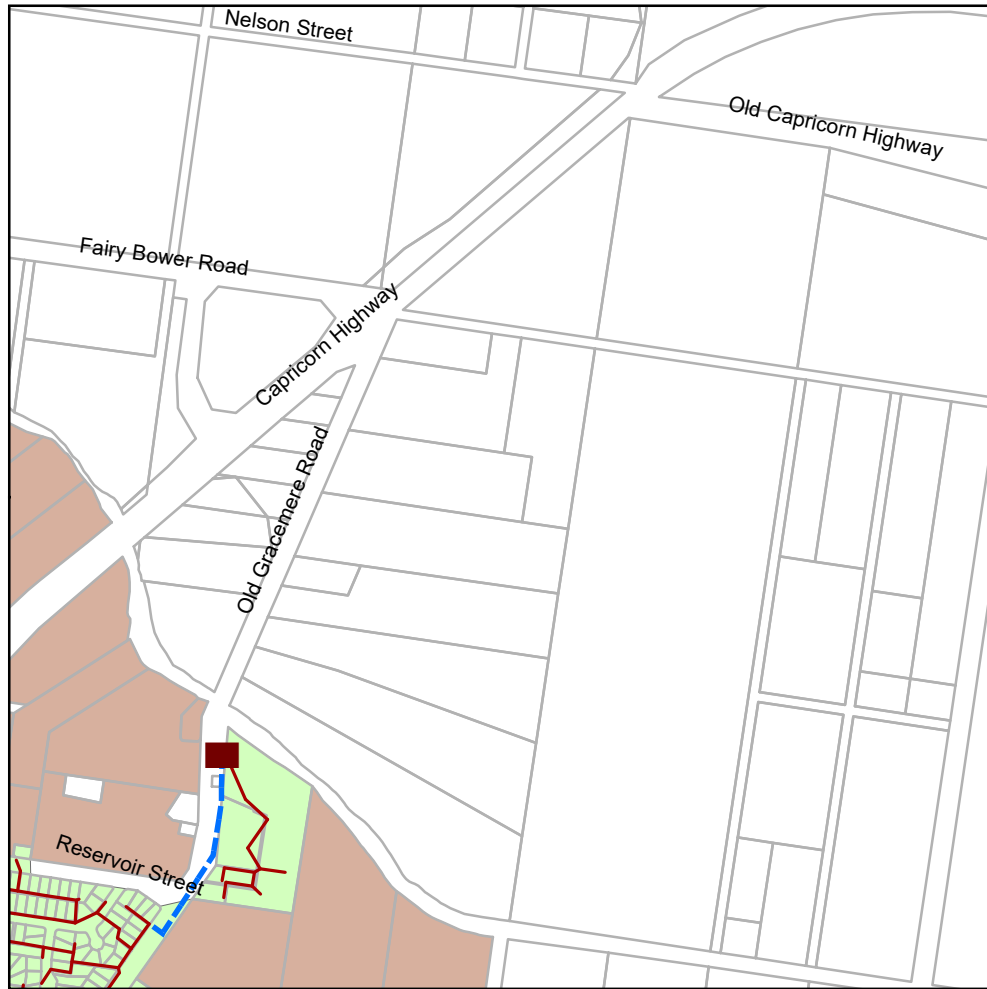 Nelson Street
Old Capricorn Highway
Fairy Bower Road
Capricorn Highway
Old Gracemere Road
Reservoir Street